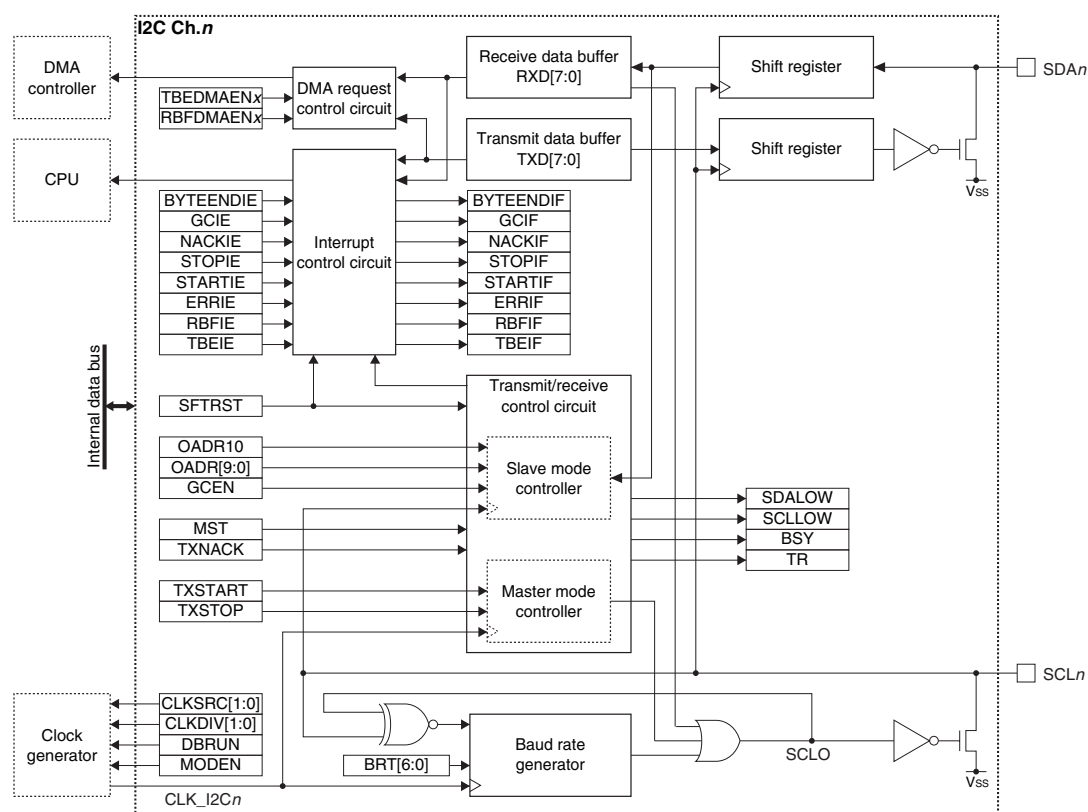 I2C Ch.n
DMA
controller
TBEDMAENx
RBFDMAENx
DMA request
control circuit
Receive data buffer
RXD[7:0]
Shift register
SDAn
Transmit data buffer
TXD[7:0]
Shift register
VSS
CPU
BYTEENDIE
GCIE
NACKIE
STOPIE
STARTIE
ERRIE
RBFIE
TBEIE
Interrupt
control circuit
BYTEENDIF
GCIF
NACKIF
STOPIF
STARTIF
ERRIF
RBFIF
TBEIF
Internal data bus
SFTRST
Transmit/receive
control circuit
OADR10
OADR[9:0]
GCEN
Slave mode
controller
MST
TXNACK
SDALOW
SCLLOW
BSY
TR
TXSTART
TXSTOP
Master mode
controller
SCLn
Clock
generator
CLKSRC[1:0]
CLKDIV[1:0]
DBRUN
MODEN
CLK_I2Cn
BRT[6:0]
Baud rate
generator
SCLO
VSS